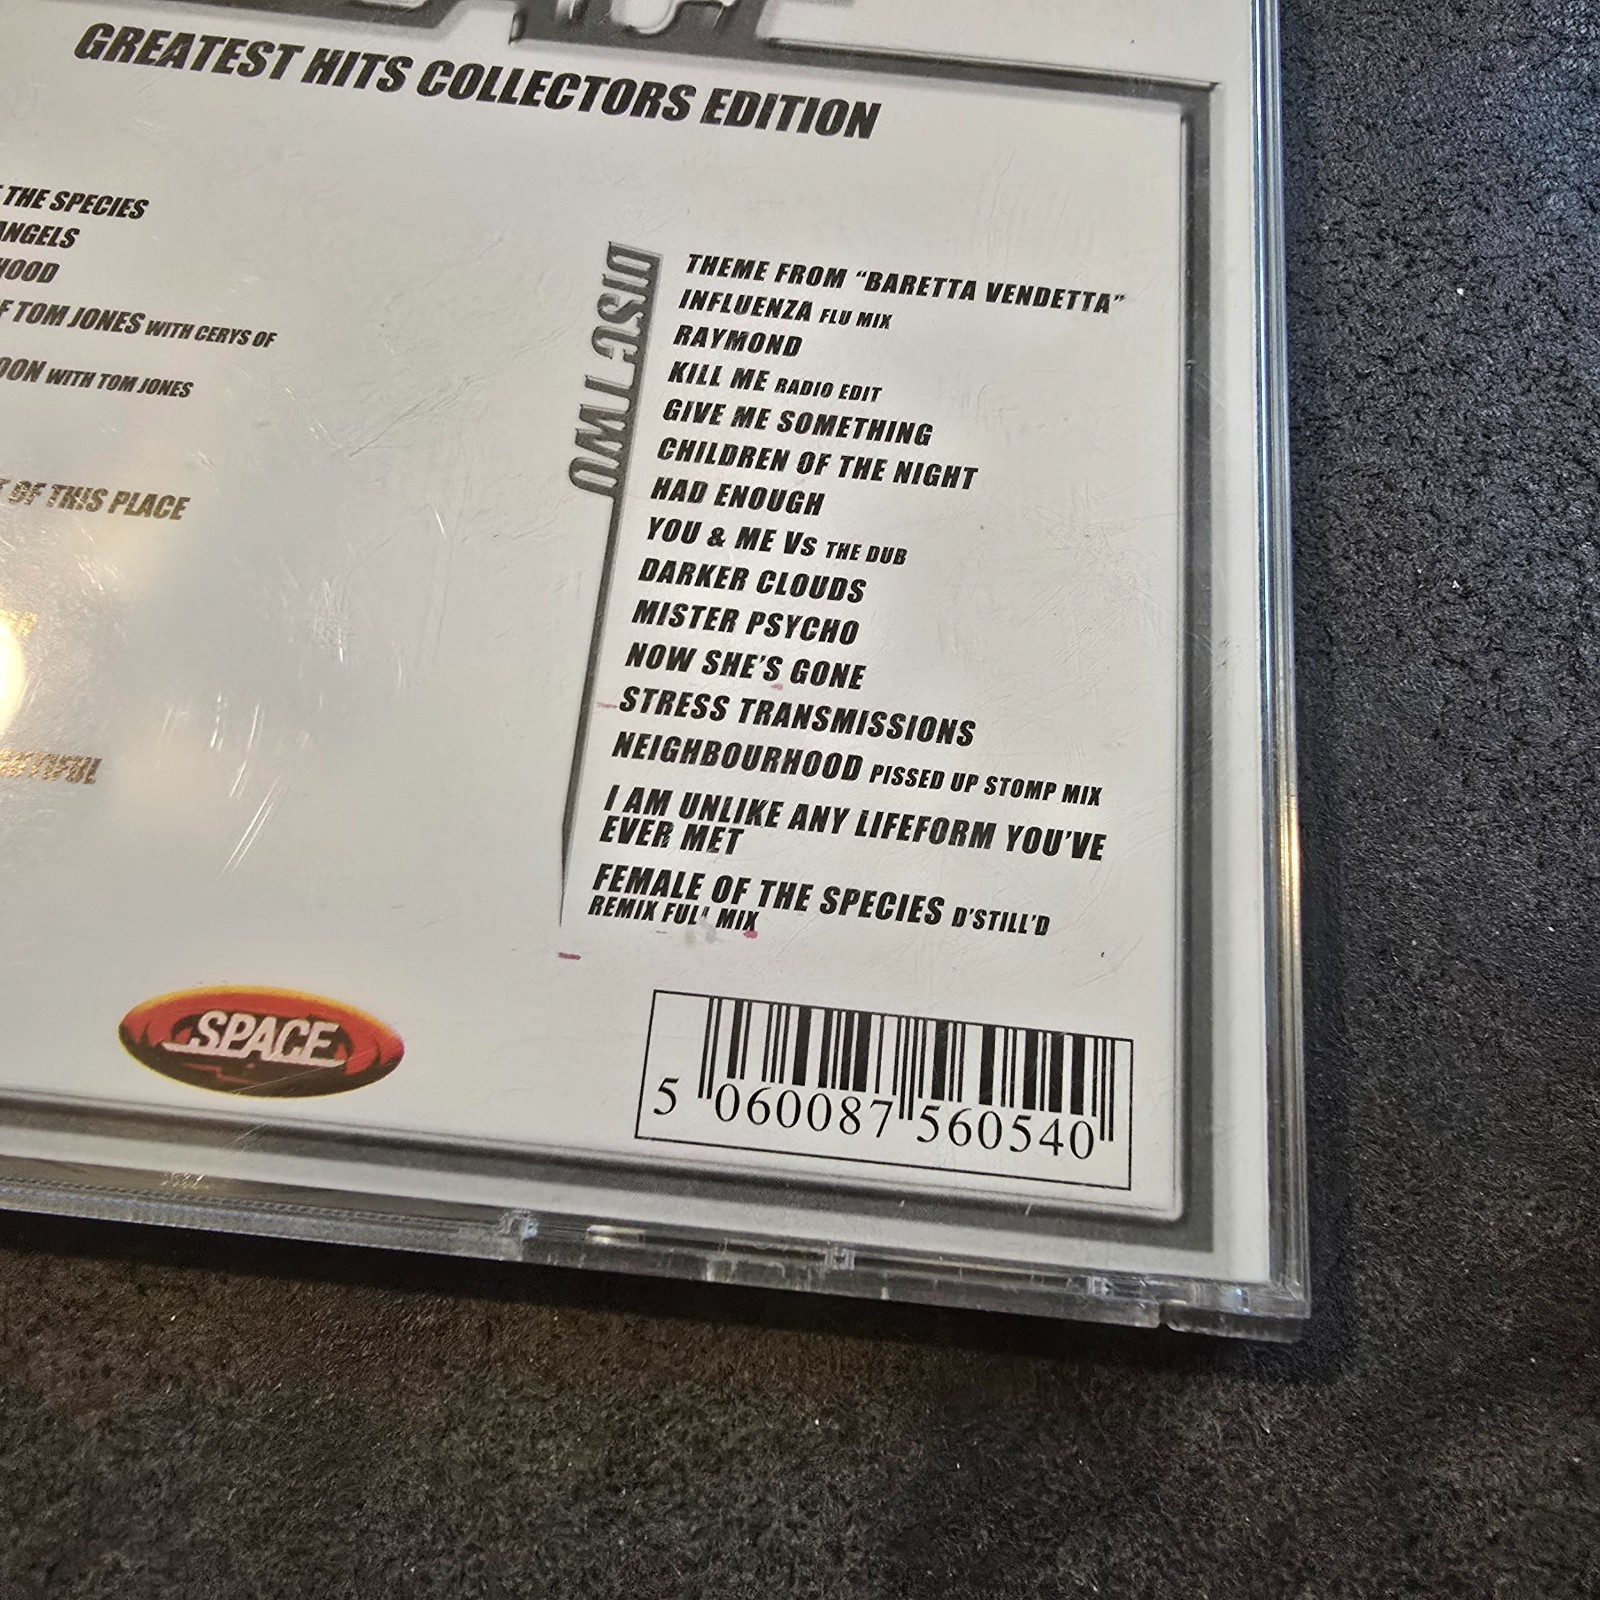 GREATEST HITS COLLECTORS EDITION
THE SPECIES
ANGELS
HOOD
F TOM JONES WITH CERYS OF
OON WITH TOM JONES
T OF THIS PLACE
DISC TWO
THEME FROM "BARETTA VENDETTA"
INFLUENZA FLU MIX
RAYMOND
KILL ME RADIO EDIT
GIVE ME SOMETHING
CHILDREN OF THE NIGHT
HAD ENOUGH
YOU & ME Vs THE DUB
DARKER CLOUDS
MISTER PSYCHO
NOW SHE'S GONE
STRESS TRANSMISSIONS
NEIGHBOURHOOD PISSED UP STOMP MIX
I AM UNLIKE ANY LIFEFORM YOU'VE
EVER MET
FEMALE OF THE SPECIES D'STILL'D
REMIX FULL MIX
SPACE
5 060087 560540